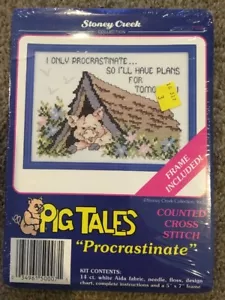 Stoney Creek
COLLECTION
I ONLY PROCRASTINATE...
SO I'LL HAVE PLANS
FOR
FRAME
INCLUDED!
PIG TALES
COUNTED
CROSS
STITCH
"Procrastinate"
KIT CONTENTS:
14 ct. white Aida fabric, needle, floss, design
chart, complete instructions and a 5" x 7" frame